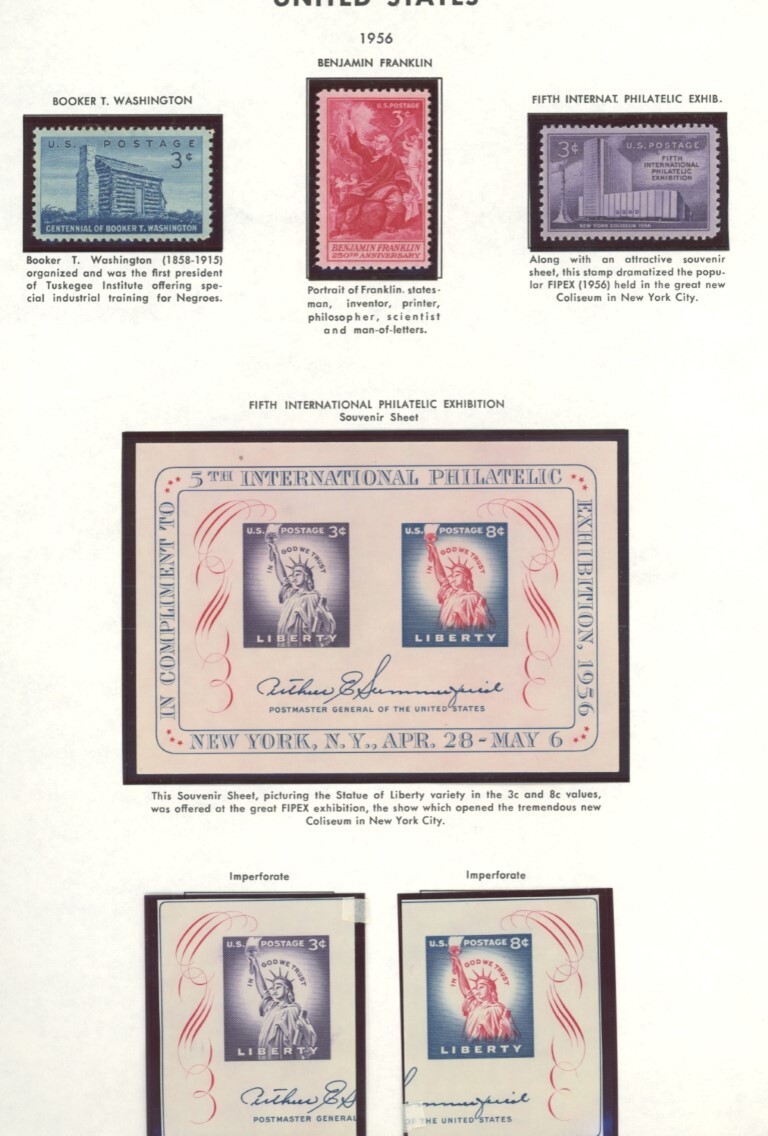 UNITED STATES
1956
BENJAMIN FRANKLIN
BOOKER T. WASHINGTON
FIFTH INTERNAT. PHILATELIC EXHIB.
U.S. POSTAGE
3¢
CENTENNIAL OF BOOKER T. WASHINGTON
U.S. POSTAGE
3¢
BENJAMIN FRANKLIN
250TH ANNIVERSARY
3¢ U.S. POSTAGE
FIFTH
INTERNATIONAL
PHILATELIC
EXHIBITION
NEW YORK COLISEUM 1956
Booker T. Washington (1858-1915)
organized and was the first president
of Tuskegee Institute offering spe-
cial industrial training for Negroes.
Portrait of Franklin. states-
man, inventor, printer,
philosopher, scientist
and man-of-letters.
Along with an attractive souvenir
sheet, this stamp dramatized the popu-
lar FIPEX (1956) held in the great new
Coliseum in New York City.
FIFTH INTERNATIONAL PHILATELIC EXHIBITION
Souvenir Sheet
IN COMPLIMENT TO
5TH INTERNATIONAL PHILATELIC
EXHIBITION, 1956
U.S. POSTAGE 3¢
IN GOD WE TRUST
LIBERTY
U.S. POSTAGE 8¢
IN GOD WE TRUST
LIBERTY
Arthur E Summerfield
POSTMASTER GENERAL OF THE UNITED STATES
NEW YORK, N.Y., APR. 28-MAY 6
This Souvenir Sheet, picturing the Statue of Liberty variety in the 3c and 8c values,
was offered at the great FIPEX exhibition, the show which opened the tremendous new
Coliseum in New York City.
Imperforate
Imperforate
U.S. POSTAGE 3¢
IN GOD WE TRUST
LIBERTY
Arthur E S
POSTMASTER GENERAL
U.S. POSTAGE 8¢
IN GOD WE TRUST
LIBERTY
ummerfield
OF THE UNITED STATES